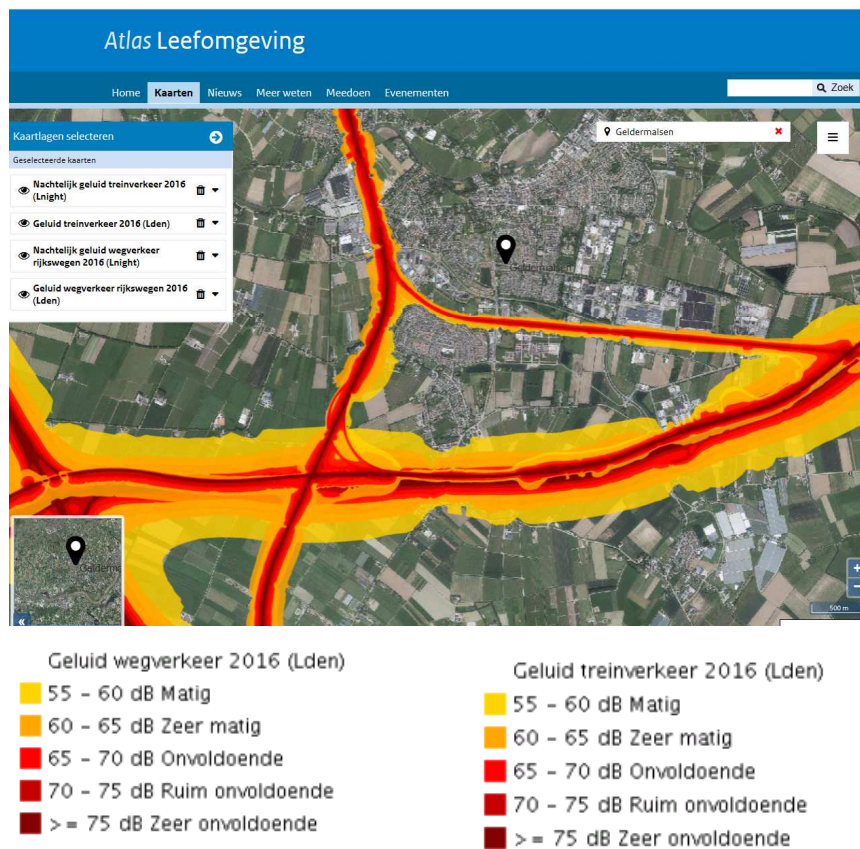 Atlas Leefomgeving
Home Kaarten Nieuws Meer weten Meedoen Evenementen
Zoek
Kaartlagen selecteren
Geselecteerde kaarten
Nachtelijk geluid treinverkeer 2016
(Lnight)
Geluid treinverkeer 2016 (Lden)
Nachtelijk geluid wegverkeer
rijkswegen 2016 (Lnight)
Geluid wegverkeer rijkswegen 2016
(Lden)
Geldermalsen
Geldermalsen
Gelderma
«
+
−
500 m
Geluid wegverkeer 2016 (Lden)
55 – 60 dB Matig
60 – 65 dB Zeer matig
65 – 70 dB Onvoldoende
70 – 75 dB Ruim onvoldoende
>= 75 dB Zeer onvoldoende
Geluid treinverkeer 2016 (Lden)
55 – 60 dB Matig
60 – 65 dB Zeer matig
65 – 70 dB Onvoldoende
70 – 75 dB Ruim onvoldoende
>= 75 dB Zeer onvoldoende